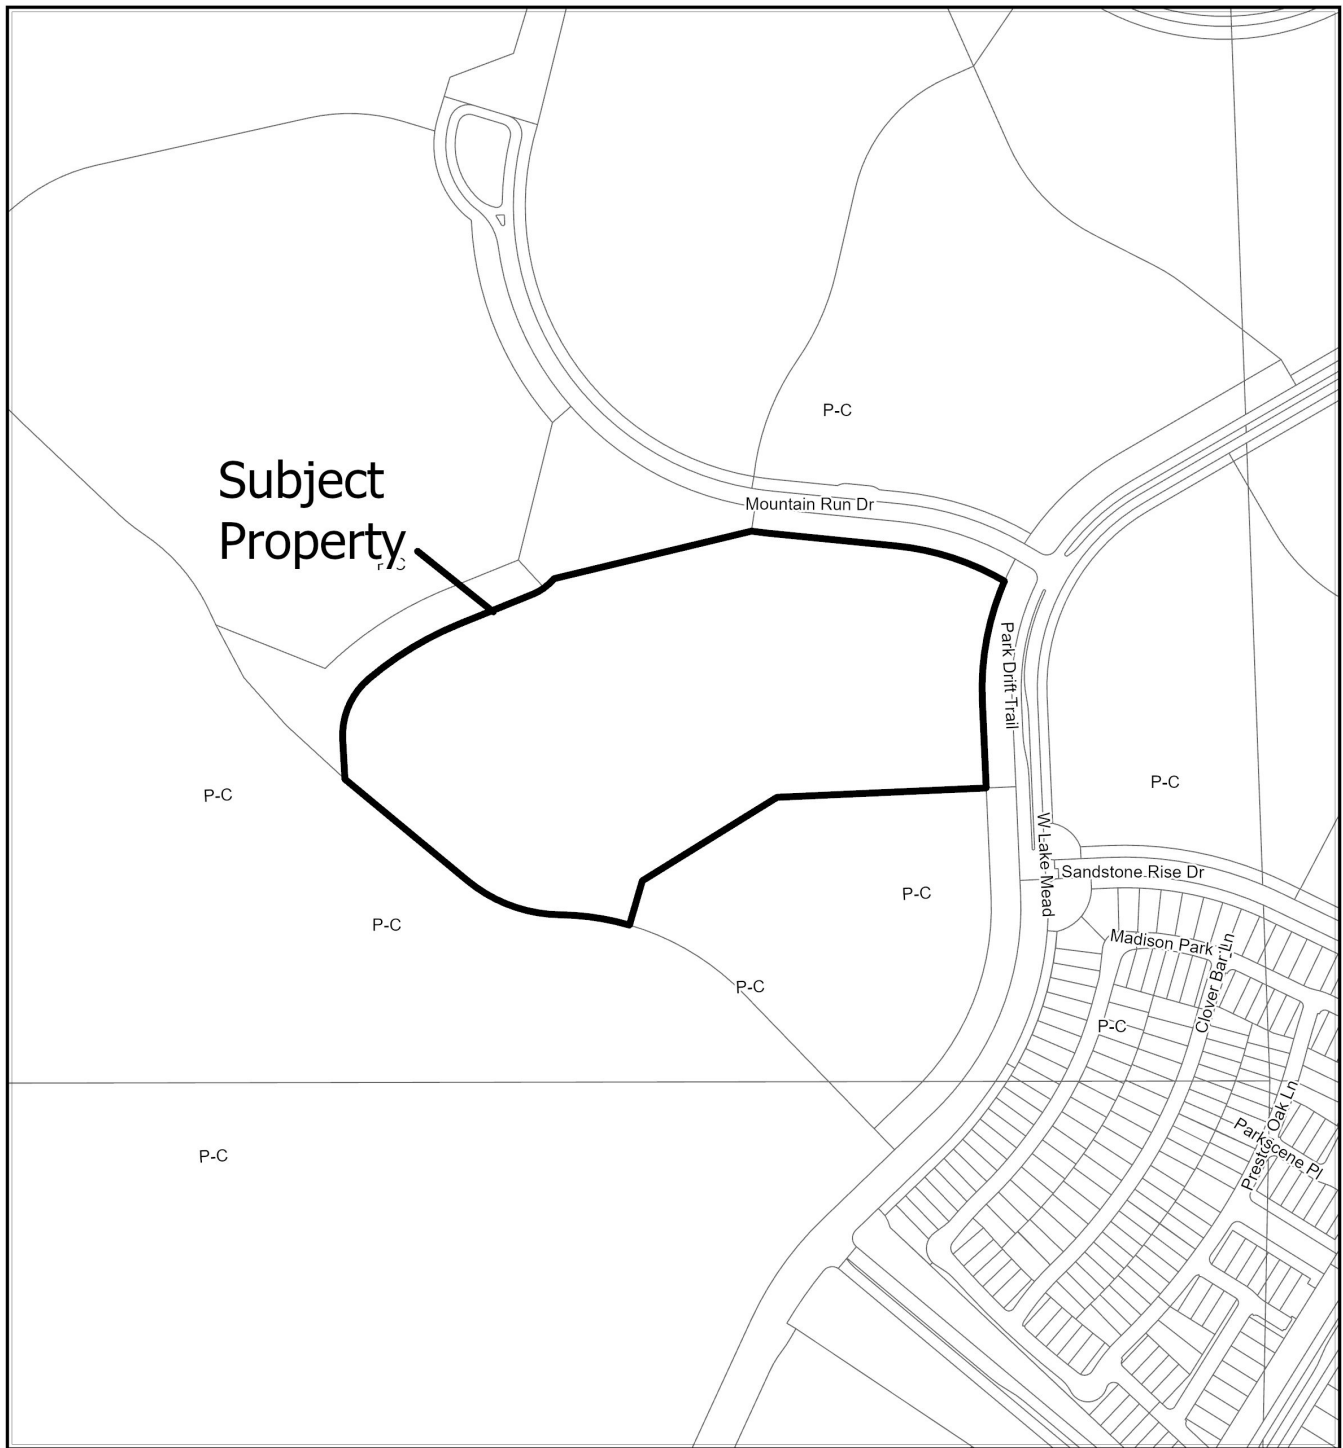 P-C
Subject
Property
Mountain Run Dr
Park Drift Trail
P-C
P-C
W Lake Mead
Sandstone Rise Dr
P-C
P-C
Madison Park
Clover Bar Ln
P-C
P-C
Oak Ln
Parkscene Pl
P-C